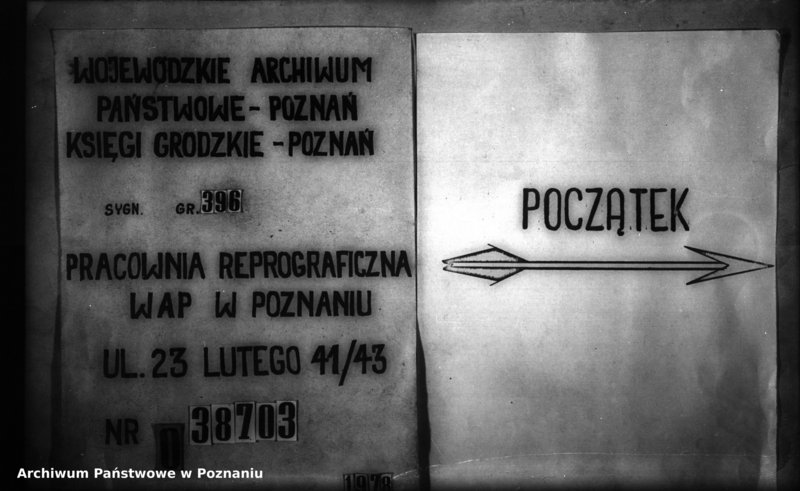 WOJEWÓDZKIE ARCHIWUM
PAŃSTWOWE - POZNAŃ
KSIĘGI GRODZKIE - POZNAŃ
SYGN. GR. 396
PRACOWNIA REPROGRAFICZNA
WAP W POZNANIU
UL. 23 LUTEGO 41/43
NR 38703
1978
POCZĄTEK
Archiwum Państwowe w Poznaniu